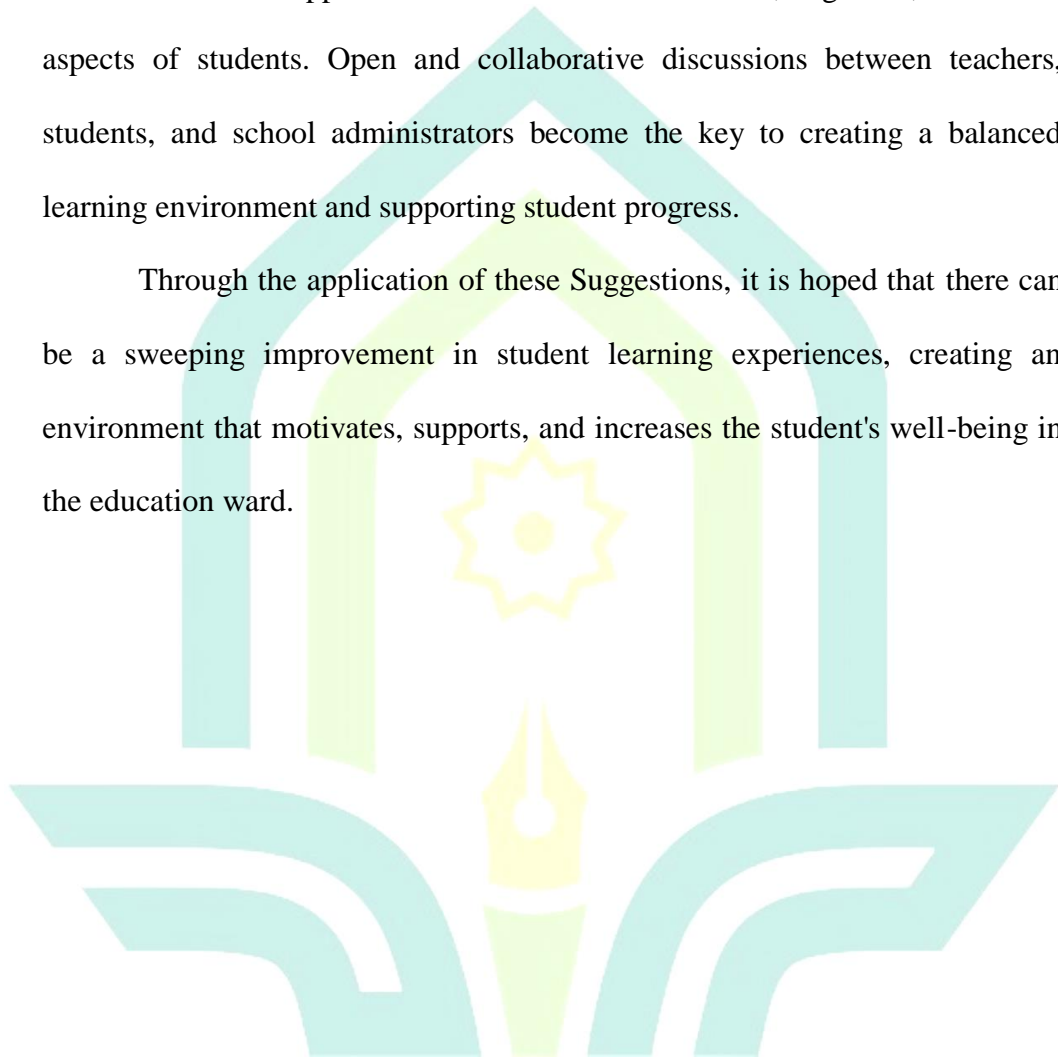 aspects of students. Open and collaborative discussions between teachers,
students, and school administrators become the key to creating a balanced
learning environment and supporting student progress.
Through the application of these Suggestions, it is hoped that there can
be a sweeping improvement in student learning experiences, creating an
environment that motivates, supports, and increases the student's well-being in
the education ward.